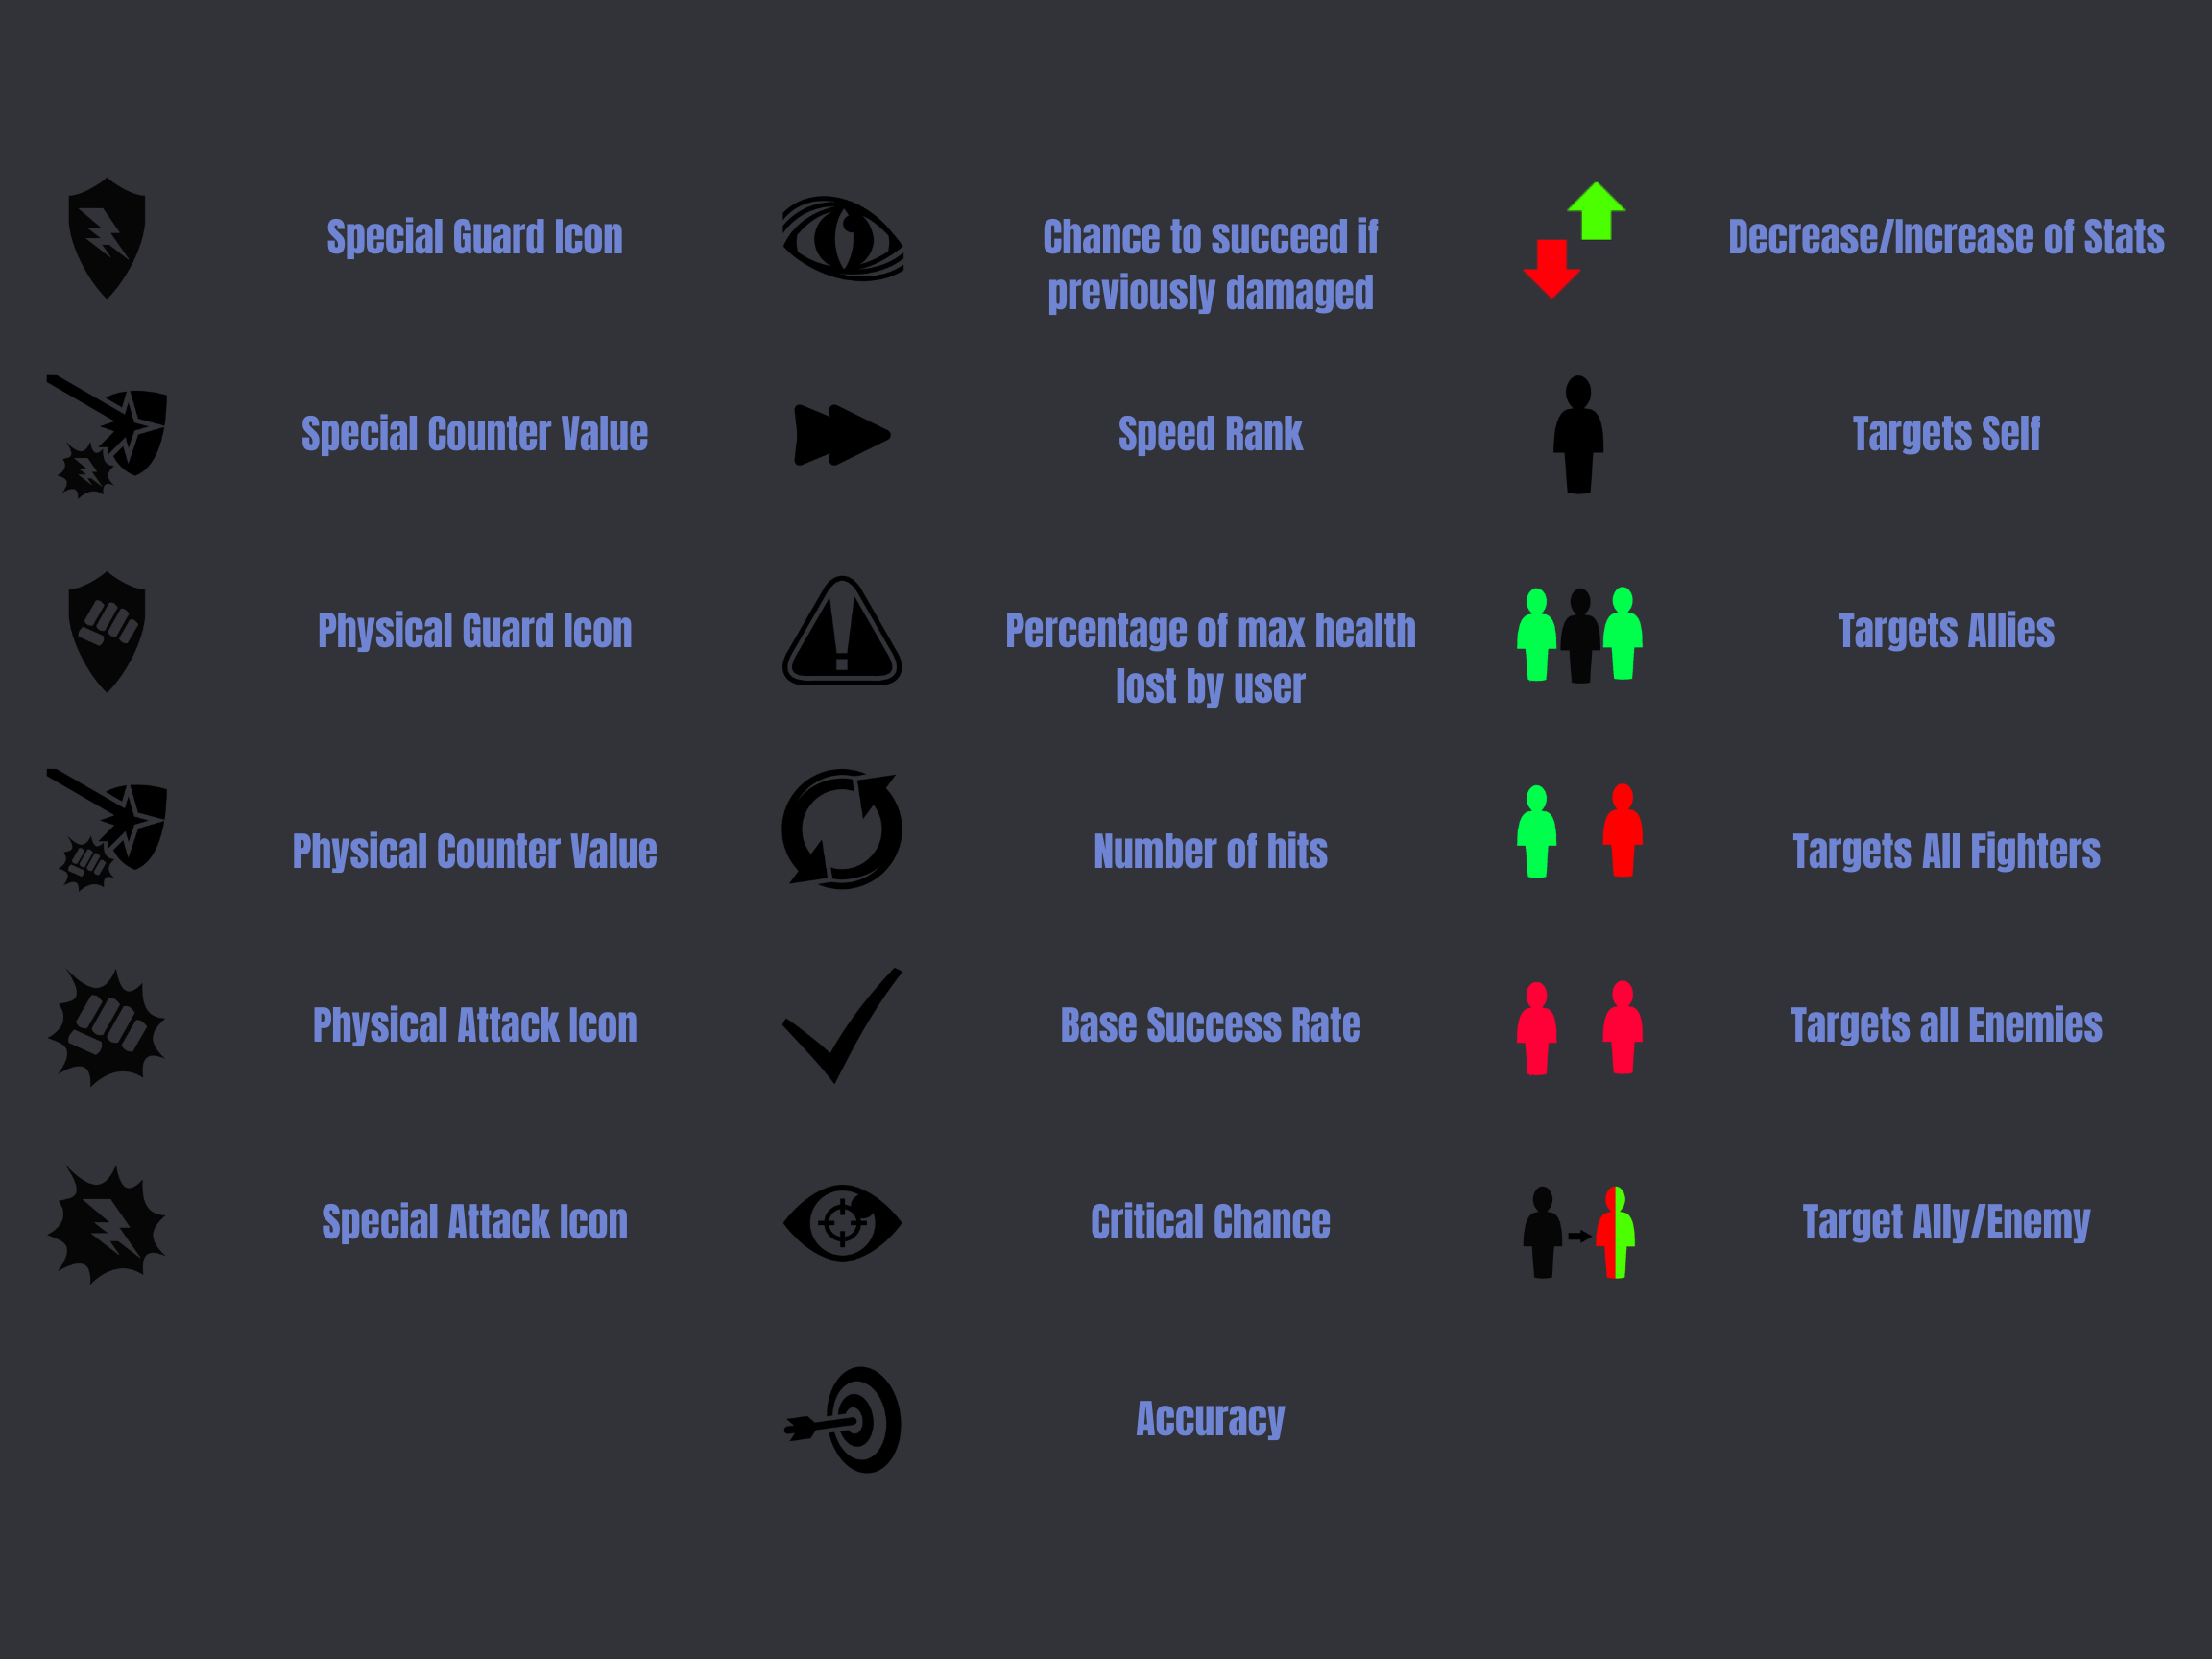 Special Guard Icon
Chance to succeed if
previously damaged
Decrease/Increase of Stats
Special Counter Value
Speed Rank
Targets Self
Physical Guard Icon
Percentage of max health
lost by user
Targets Allies
Physical Counter Value
Number of hits
Targets All Fighters
Physical Attack Icon
Base Success Rate
Targets all Enemies
Special Attack Icon
Critical Chance
Target Ally/Enemy
Accuracy